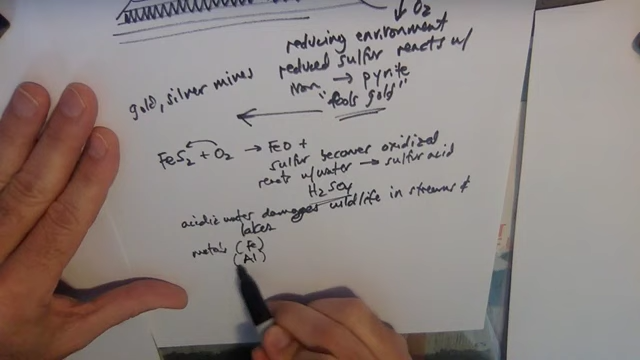 ↓ O2
reducing environment
reduced sulfur reacts w/
iron → pyrite
"fools gold"
gold, silver mines
FeS2 + O2 → FeO +
sulfur becomes oxidized
reacts w/water → sulfur acid
H2SO4
acidic water damages wildlife in streams &
lakes
metals (Fe)
(Al)